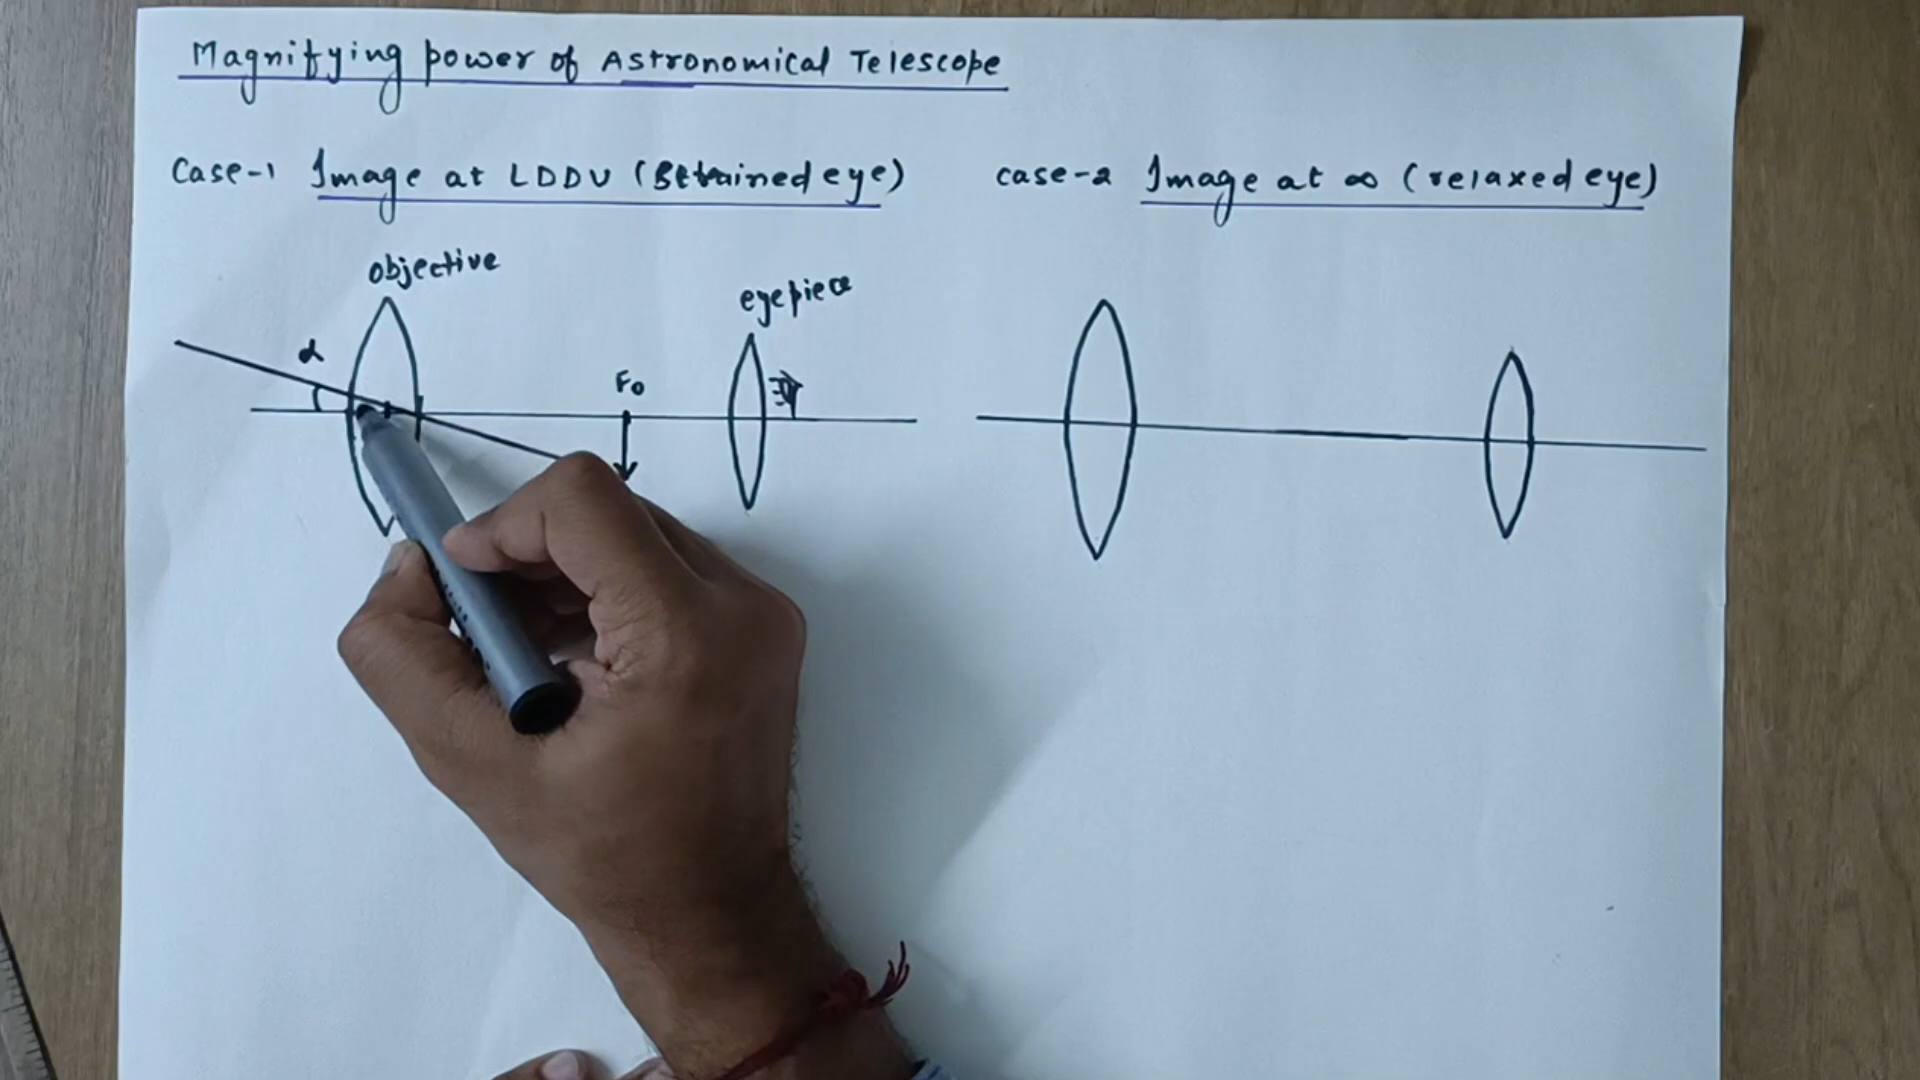 Magnifying power of Astronomical Telescope
Case-1 Image at LDDV (Strained eye)
case-2 Image at ∞ (relaxed eye)
objective
eyepiece
α
Fo